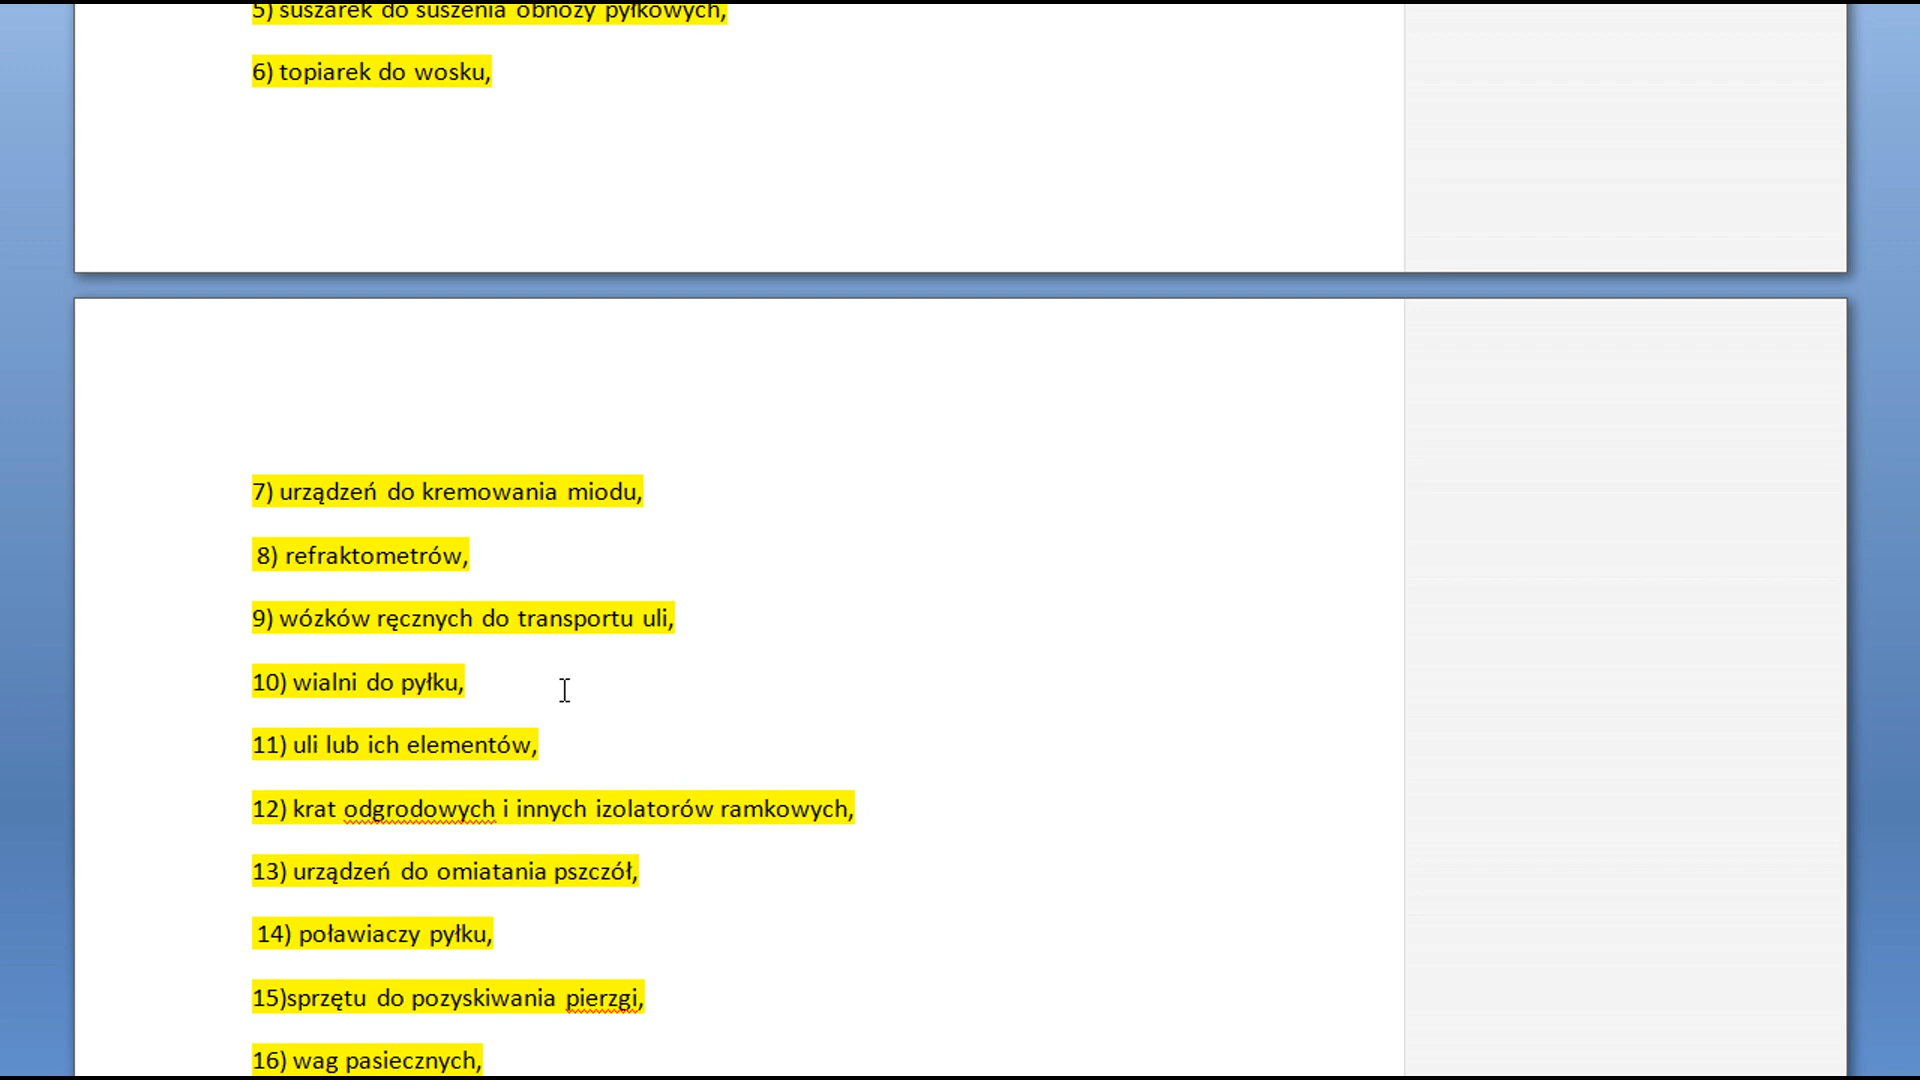 5) suszarek do suszenia obnóży pyłkowych,
6) topiarek do wosku,
7) urządzeń do kremowania miodu,
8) refraktometrów,
9) wózków ręcznych do transportu uli,
10) wialni do pyłku,
11) uli lub ich elementów,
12) krat odgrodowych i innych izolatorów ramkowych,
13) urządzeń do omiatania pszczół,
14) poławiaczy pyłku,
15)sprzętu do pozyskiwania pierzgi,
16) wag pasiecznych,